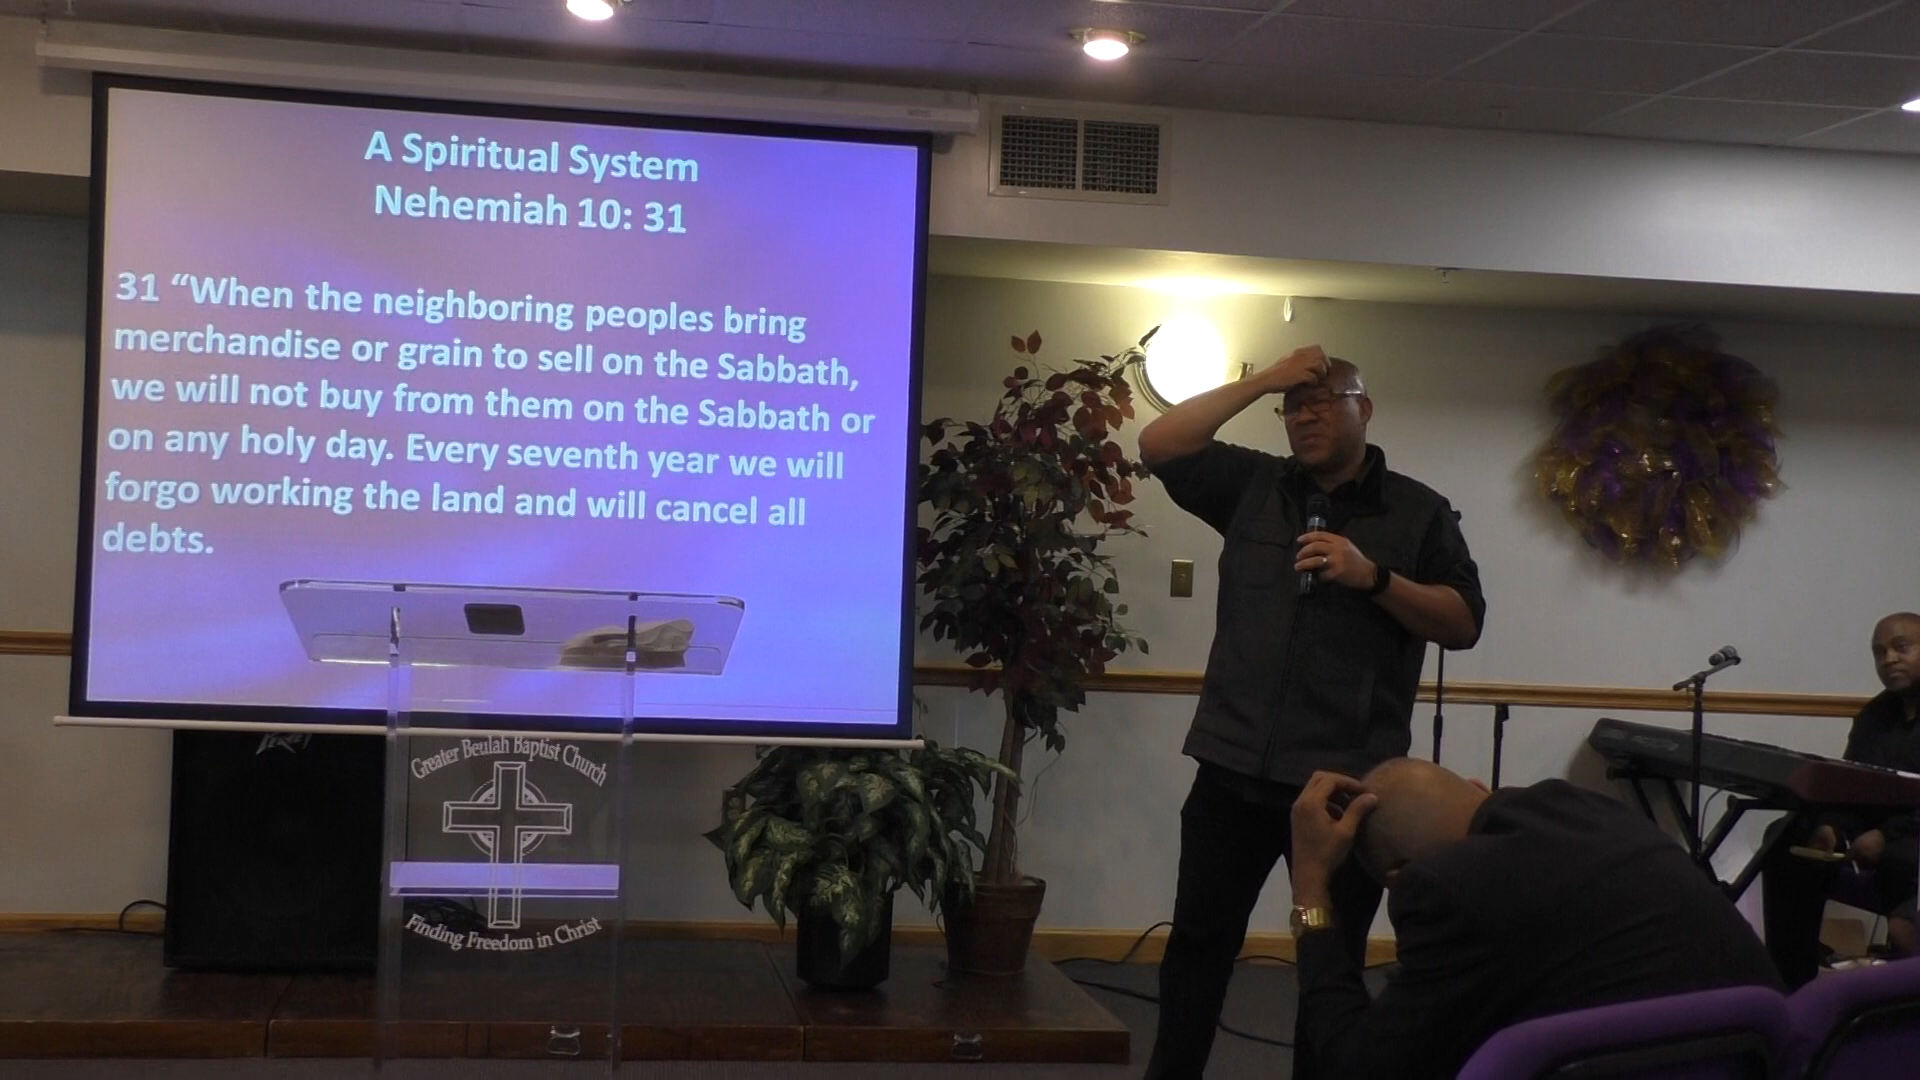 A Spiritual System
Nehemiah 10: 31
31 “When the neighboring peoples bring
merchandise or grain to sell on the Sabbath,
we will not buy from them on the Sabbath or
on any holy day. Every seventh year we will
forgo working the land and will cancel all
debts.
Greater Beulah Baptist Church
Finding Freedom in Christ